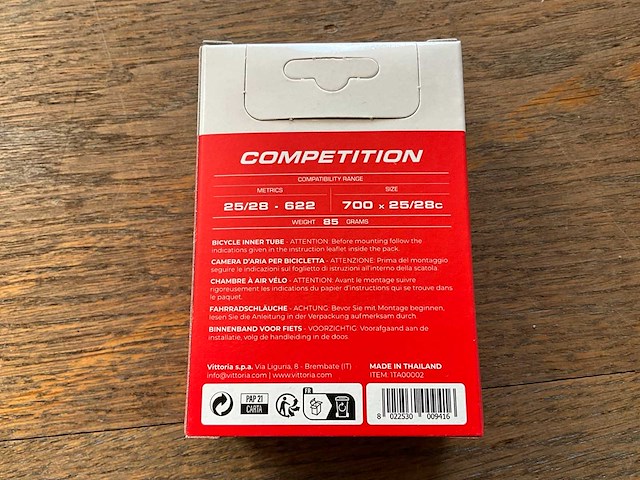 COMPETITION
COMPATIBILITY RANGE
METRICS SIZE
25/28 - 622 700 x 25/28c
WEIGHT 85 GRAMS
BICYCLE INNER TUBE - ATTENTION: Before mounting follow the
indications given in the instruction leaflet inside the pack.
CAMERA D'ARIA PER BICICLETTA - ATTENZIONE: Prima del montaggio
seguire le indicazioni sul foglietto di istruzioni all'interno della scatola.
CHAMBRE À AIR VÉLO - ATTENTION: Avant le montage suivre
rigoreusement les indications du papier d'instructions qui se trouve dans
le paquet.
FAHRRADSCHLÄUCHE - ACHTUNG: Bevor Sie mit Montage beginnen,
lesen Sie die Anleitung in der Verpackung aufmerksam durch.
BINNENBAND VOOR FIETS - VOORZICHTIG: Voorafgaand aan de
installatie, volg de handleiding in de doos.
Vittoria s.p.a. Via Liguria, 8 - Brembate (IT)
info@vittoria.com | www.vittoria.com
MADE IN THAILAND
ITEM. 1TA00002
PAP 21
CARTA
FR
8 022530 009416